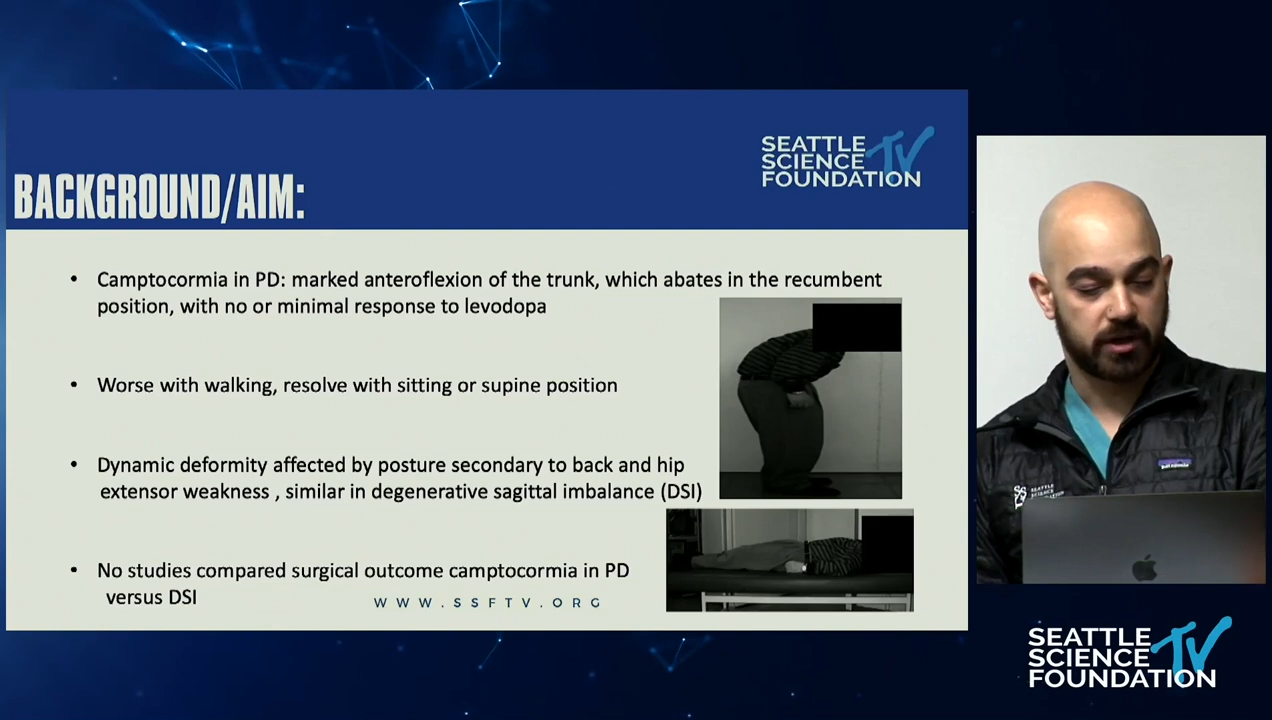 SEATTLE
SCIENCE TV
FOUNDATION
BACKGROUND/AIM:
• Camptocormia in PD: marked anteroflexion of the trunk, which abates in the recumbent
position, with no or minimal response to levodopa
• Worse with walking, resolve with sitting or supine position
• Dynamic deformity affected by posture secondary to back and hip
extensor weakness , similar in degenerative sagittal imbalance (DSI)
• No studies compared surgical outcome camptocormia in PD
versus DSI
WWW.SSFTV.ORG
SEATTLE
SCIENCE
FOUNDATION
SEATTLE
SCIENCE TV
FOUNDATION